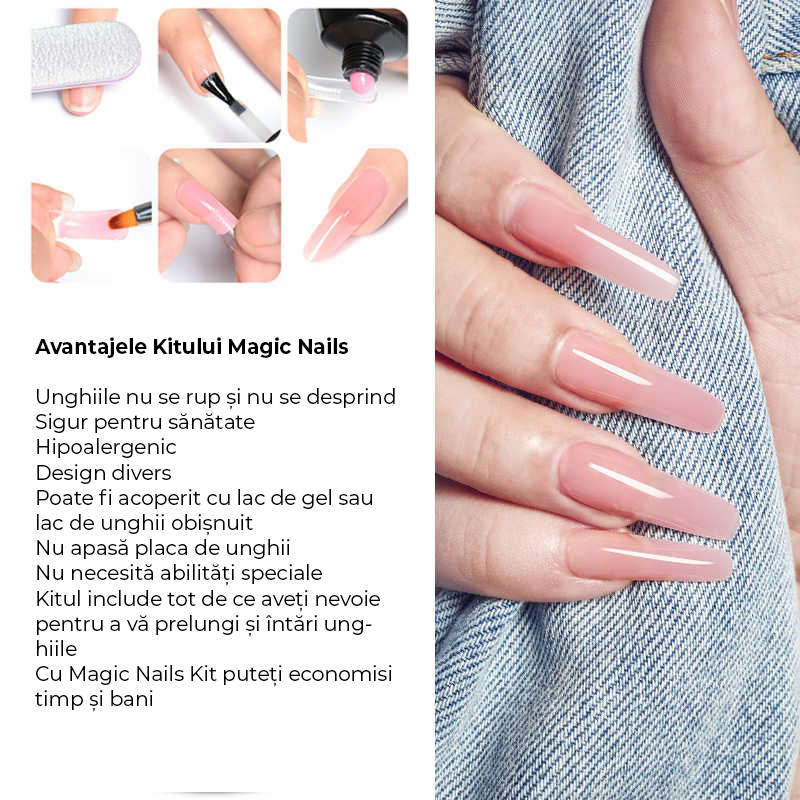 Avantajele Kitului Magic Nails
Unghiile nu se rup și nu se desprind
Sigur pentru sănătate
Hipoalergenic
Design divers
Poate fi acoperit cu lac de gel sau
lac de unghii obișnuit
Nu apasă placa de unghii
Nu necesită abilități speciale
Kitul include tot de ce aveți nevoie
pentru a vă prelungi și întări ung-
hiile
Cu Magic Nails Kit puteți economisi
timp și bani